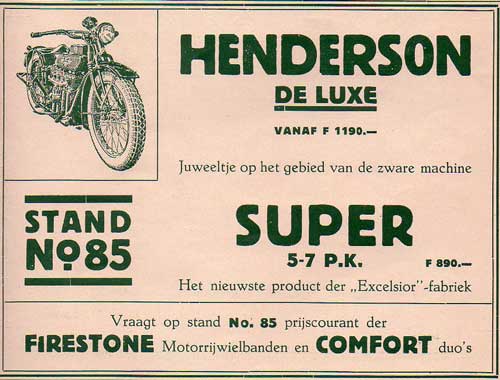 HENDERSON
DE LUXE
VANAF F 1190.—
Juweeltje op het gebied van de zware machine
STAND
No 85
SUPER
5-7 P.K.
F 890.—
Het nieuwste product der „Excelsior”-fabriek
Vraagt op stand No. 85 prijscourant der
FIRESTONE Motorrijwielbanden en COMFORT duo's